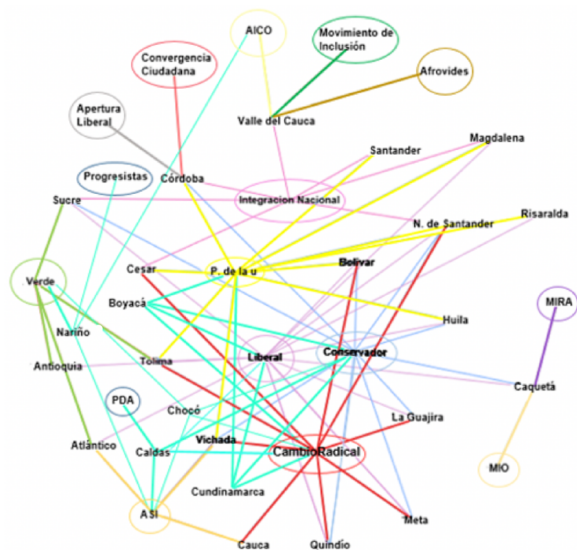 AICO
Movimiento de
Inclusión
Convergencia
Ciudadana
Afrovides
Apertura
Liberal
Valle del Cauca
Magdalena
Santander
Progresistas
Córdoba
Sucre
Integracion Nacional
Risaralda
N. de Santander
Cesar
P. de la u
Bolívar
Verde
MIRA
Boyacá
Huila
Nariño
Liberal
Conservador
Antioquia
Tolima
Caquetá
PDA
Chocó
La Guajira
Atlántico
Vichada
Caldas
CambioRadical
MIO
Cundinamarca
ASI
Meta
Cauca
Quindío